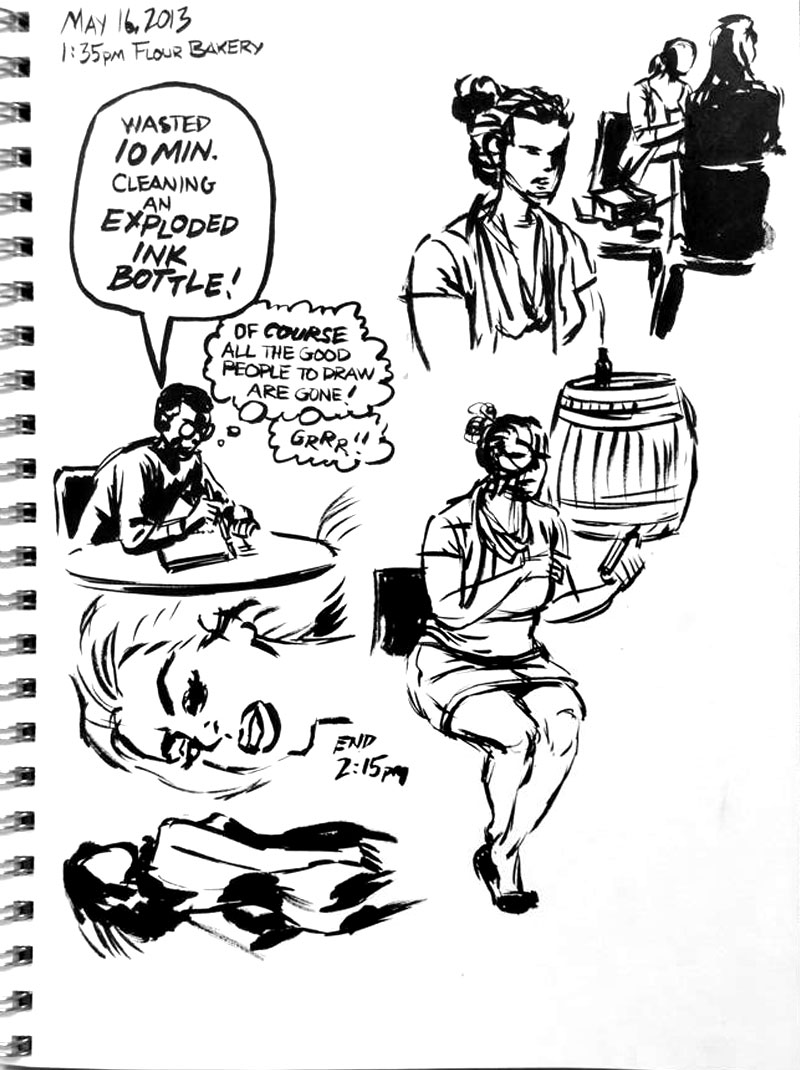 MAY 16, 2013
1:35PM FLOUR BAKERY
WASTED
10 MIN.
CLEANING
AN
EXPLODED
INK
BOTTLE!
OF COURSE
ALL THE GOOD
PEOPLE TO DRAW
ARE GONE!
GRRR!!
END
2:15PM